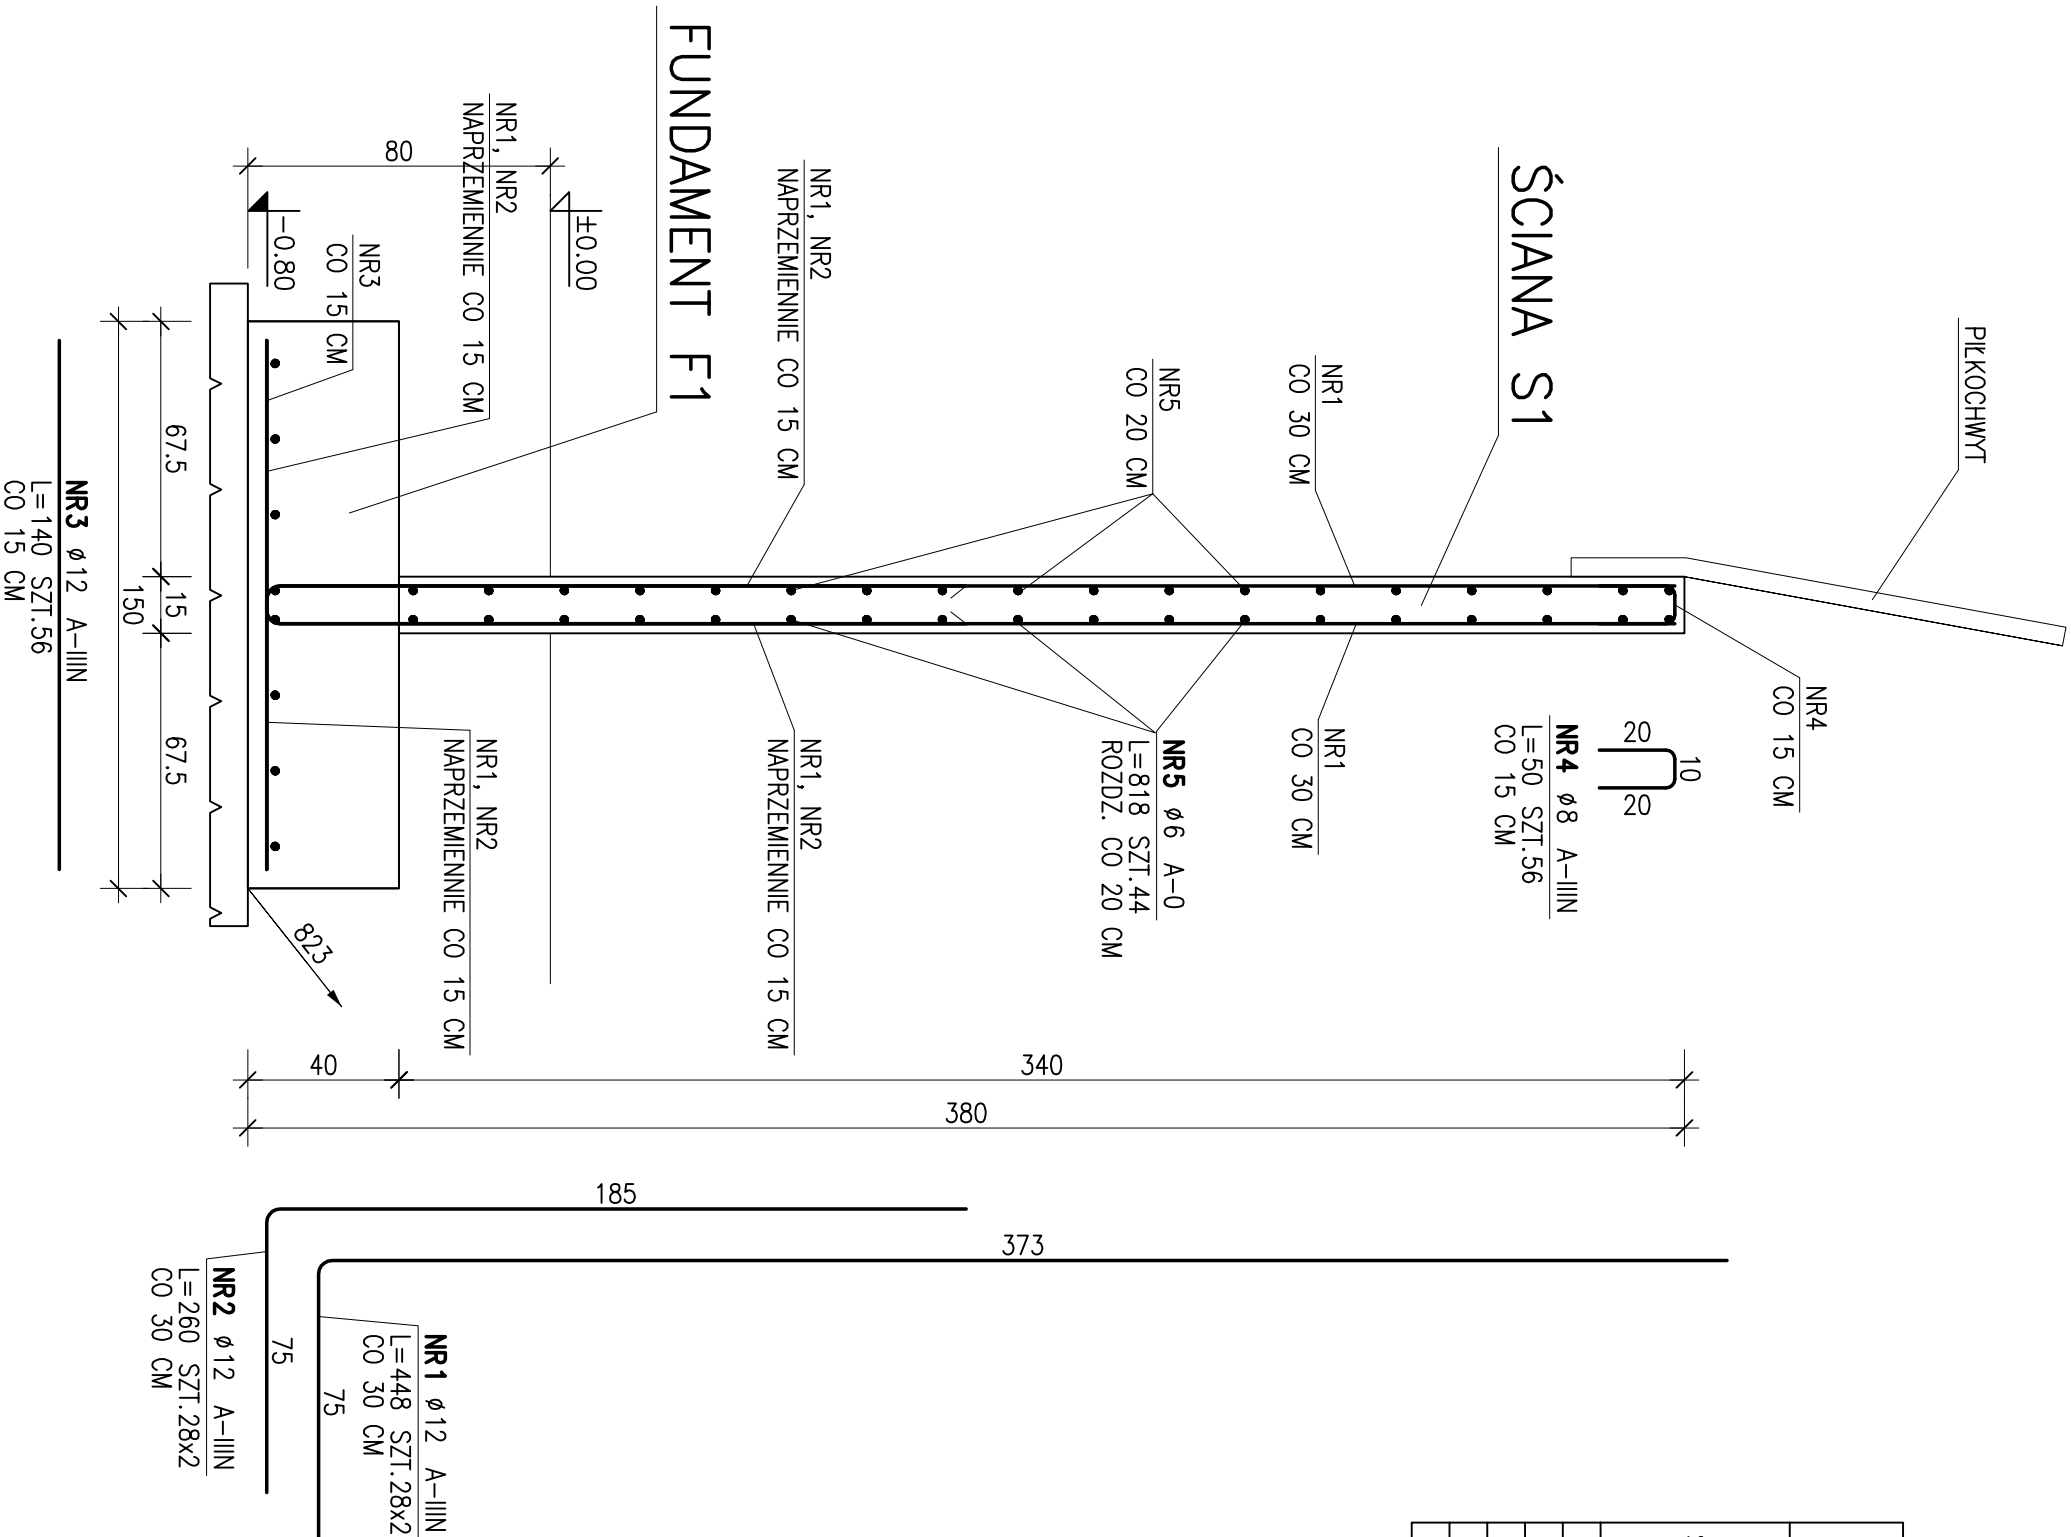 PIŁKOCHWYT
ŚCIANA S1
NR4
CO 15 CM
20
10
20
NR4 ø8 A-IIIN
L=50 SZT.56
CO 15 CM
NR1
CO 30 CM
NR1
CO 30 CM
NR5
CO 20 CM
NR5 ø6 A-0
L=818 SZT.44
ROZDZ. CO 20 CM
NR1, NR2
NAPRZEMIENNIE CO 15 CM
NR1, NR2
NAPRZEMIENNIE CO 15 CM
FUNDAMENT F1
±0.00
80
-0.80
NR1, NR2
NAPRZEMIENNIE CO 15 CM
NR1, NR2
NAPRZEMIENNIE CO 15 CM
NR3
CO 15 CM
823
67.5
15
67.5
150
NR3 ø12 A-IIIN
L=140 SZT.56
CO 15 CM
40
340
380
185
373
75
75
NR1 ø12 A-IIIN
L=448 SZT.28x2
CO 30 CM
NR2 ø12 A-IIIN
L=260 SZT.28x2
CO 30 CM